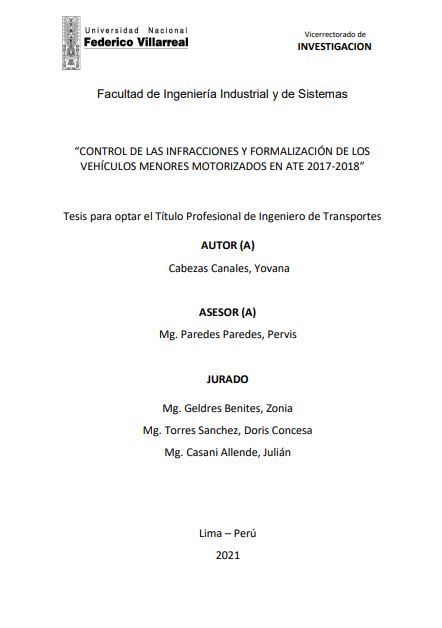 Universidad Nacional
Federico Villarreal
Vicerrectorado de
INVESTIGACION
Facultad de Ingeniería Industrial y de Sistemas
“CONTROL DE LAS INFRACCIONES Y FORMALIZACIÓN DE LOS
VEHÍCULOS MENORES MOTORIZADOS EN ATE 2017-2018”
Tesis para optar el Título Profesional de Ingeniero de Transportes
AUTOR (A)
Cabezas Canales, Yovana
ASESOR (A)
Mg. Paredes Paredes, Pervis
JURADO
Mg. Geldres Benites, Zonia
Mg. Torres Sanchez, Doris Concesa
Mg. Casani Allende, Julián
Lima – Perú
2021